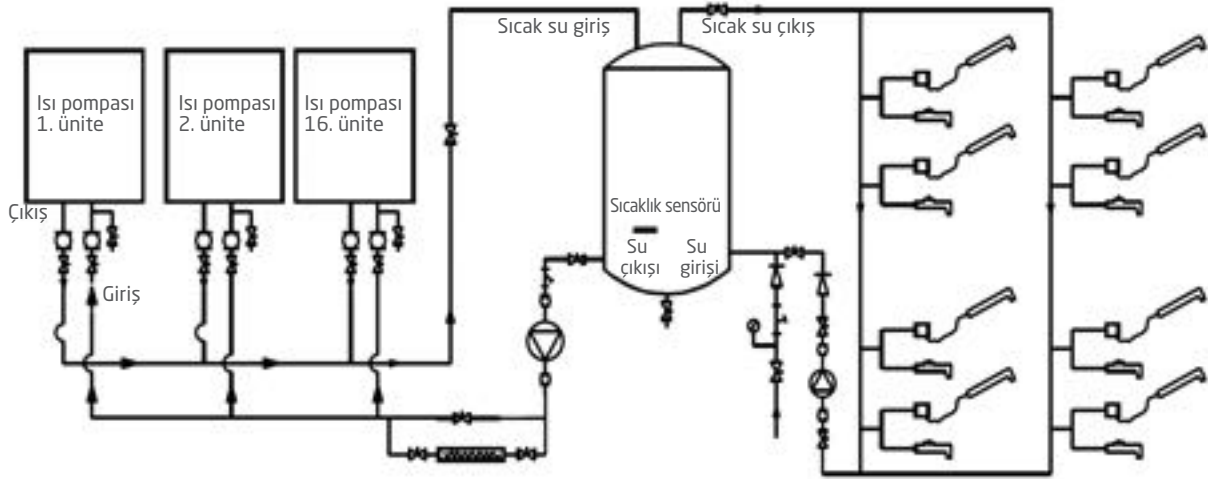 Sıcak su giriş
Sıcak su çıkış
Isı pompası
1. ünite
Isı pompası
2. ünite
Isı pompası
16. ünite
Çıkış
Giriş
Sıcaklık sensörü
Su
çıkışı
Su
girişi